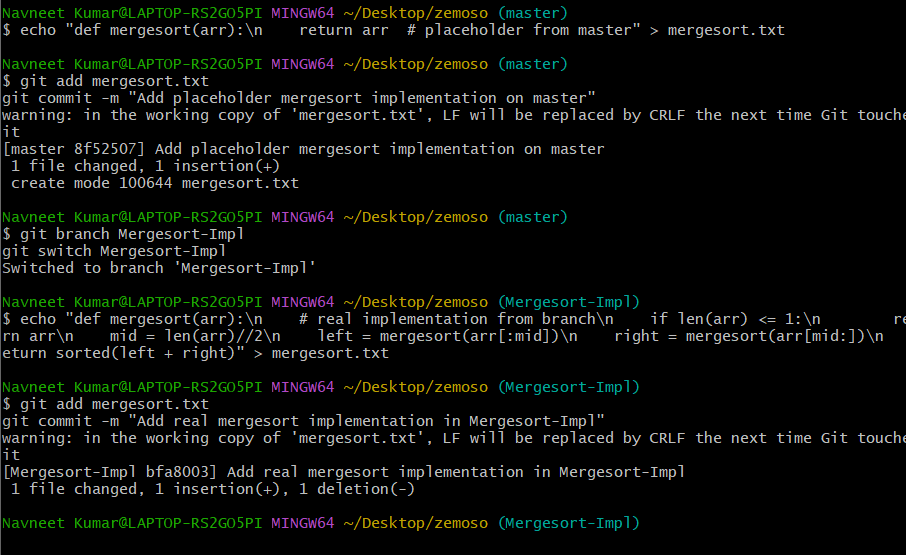 Navneet Kumar@LAPTOP-RS2GO5PI MINGW64 ~/Desktop/zemoso (master)
$ echo "def mergesort(arr):\n    return arr  # placeholder from master" > mergesort.txt

Navneet Kumar@LAPTOP-RS2GO5PI MINGW64 ~/Desktop/zemoso (master)
$ git add mergesort.txt
git commit -m "Add placeholder mergesort implementation on master"
warning: in the working copy of 'mergesort.txt', LF will be replaced by CRLF the next time Git touche
it
[master 8f52507] Add placeholder mergesort implementation on master
 1 file changed, 1 insertion(+)
 create mode 100644 mergesort.txt

Navneet Kumar@LAPTOP-RS2GO5PI MINGW64 ~/Desktop/zemoso (master)
$ git branch Mergesort-Impl
git switch Mergesort-Impl
Switched to branch 'Mergesort-Impl'

Navneet Kumar@LAPTOP-RS2GO5PI MINGW64 ~/Desktop/zemoso (Mergesort-Impl)
$ echo "def mergesort(arr):\n    # real implementation from branch\n    if len(arr) <= 1:\n        re
rn arr\n    mid = len(arr)//2\n    left = mergesort(arr[:mid])\n    right = mergesort(arr[mid:])\n
eturn sorted(left + right)" > mergesort.txt

Navneet Kumar@LAPTOP-RS2GO5PI MINGW64 ~/Desktop/zemoso (Mergesort-Impl)
$ git add mergesort.txt
git commit -m "Add real mergesort implementation in Mergesort-Impl"
warning: in the working copy of 'mergesort.txt', LF will be replaced by CRLF the next time Git touche
it
[Mergesort-Impl bfa8003] Add real mergesort implementation in Mergesort-Impl
 1 file changed, 1 insertion(+), 1 deletion(-)

Navneet Kumar@LAPTOP-RS2GO5PI MINGW64 ~/Desktop/zemoso (Mergesort-Impl)